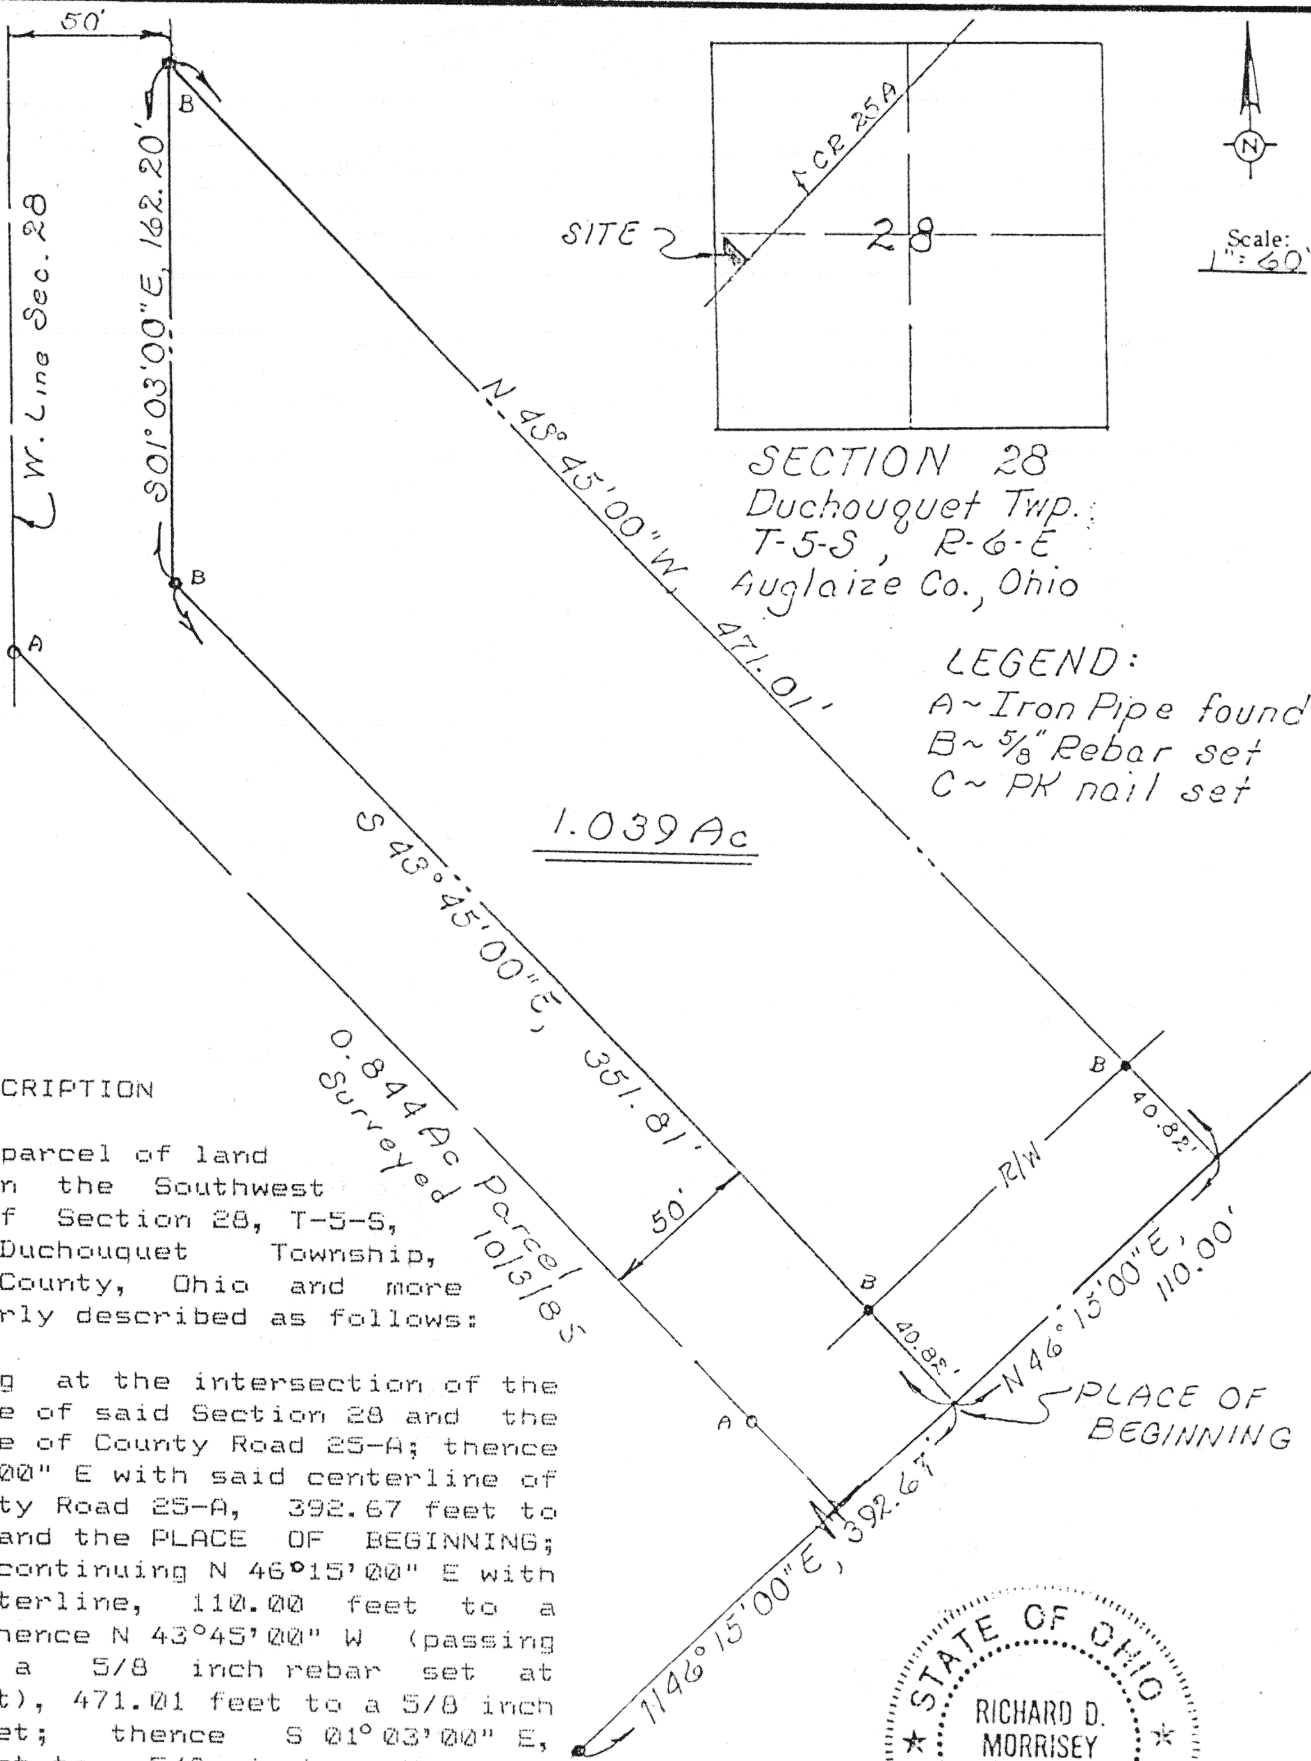 50'
B
S01°03'00"E, 162.20'
W. Line Sec. 28
B
A
N 43°45'00"W, 471.01'
CR 25A
SITE
28
N
Scale:
1"=60'
SECTION 28
Duchouquet Twp.
T-5-S, R-6-E
Auglaize Co., Ohio
LEGEND:
A~Iron Pipe found
B~ 5/8" Rebar set
C~ PK nail set
1.039 Ac
S 43°45'00"E, 351.81'
0.844 Ac Parcel
Surveyed 10/3/85
50'
B
40.82'
R/W
B
40.82'
N46°15'00"E,
110.00'
PLACE OF
BEGINNING
A
N46°15'00"E, 392.67'
CRIPTION
parcel of land
n the Southwest
f Section 28, T-5-S,
Duchouquet Township,
County, Ohio and more
rly described as follows:
g at the intersection of the
e of said Section 28 and the
e of County Road 25-A; thence
00" E with said centerline of
ty Road 25-A, 392.67 feet to
and the PLACE OF BEGINNING;
continuing N 46°15'00" E with
terline, 110.00 feet to a
hence N 43°45'00" W (passing
a 5/8 inch rebar set at
t), 471.01 feet to a 5/8 inch
et; thence S 01°03'00" E,
STATE OF OHIO
RICHARD D.
MORRISEY